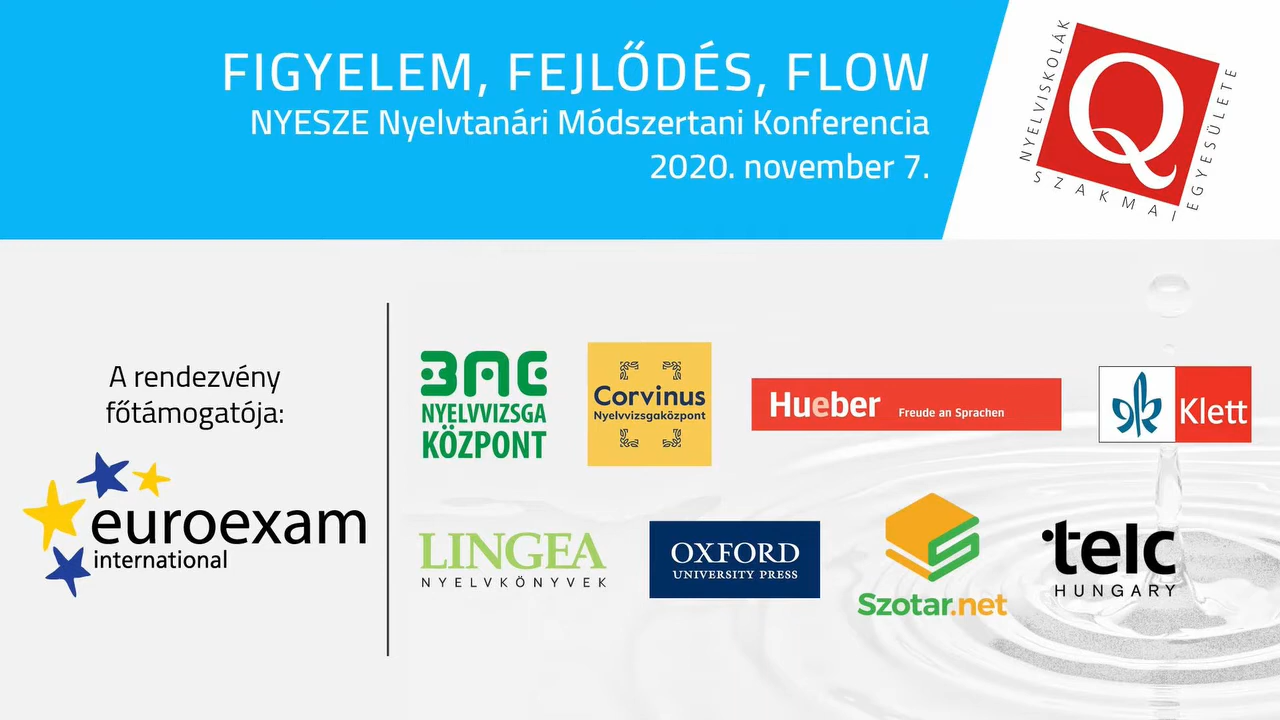 FIGYELEM, FEJLŐDÉS, FLOW
NYESZE Nyelvtanári Módszertani Konferencia
2020. november 7.
NYELVISKOLÁK
SZAKMAI
EGYESÜLETE
Q
A rendezvény
főtámogatója:
euroexam
international
BME
NYELVVIZSGA
KÖZPONT
Corvinus
Nyelvvizsgaközpont
Hueber Freude an Sprachen
Klett
LINGEA
NYELVKÖNYVEK
OXFORD
UNIVERSITY PRESS
Szotar.net
telc
HUNGARY